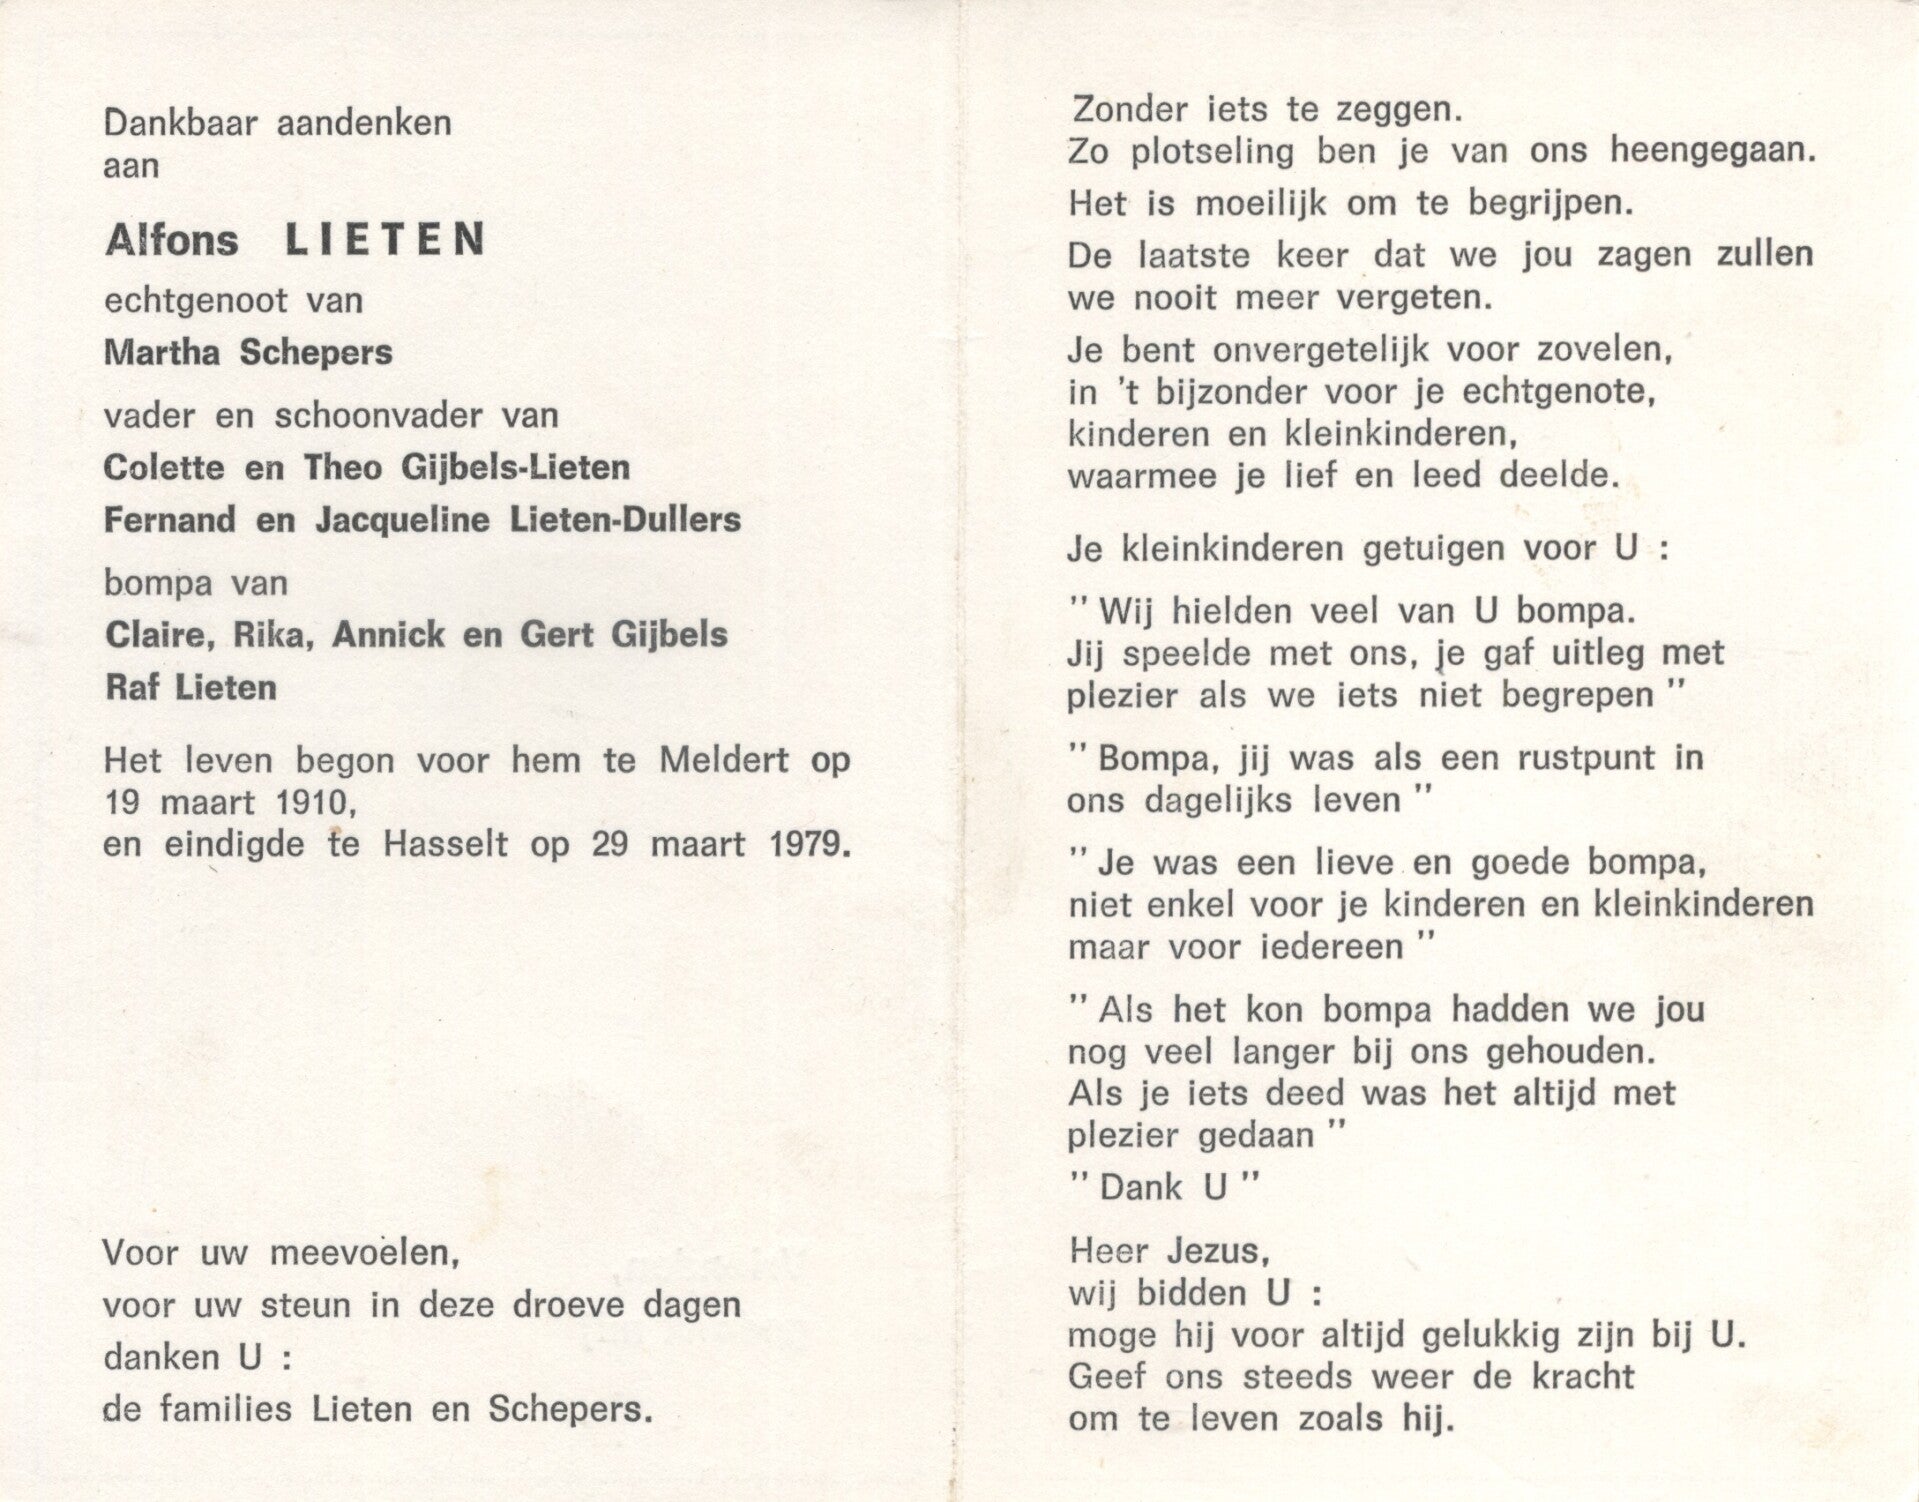 Dankbaar aandenken
aan
Alfons LIETEN
echtgenoot van
Martha Schepers
vader en schoonvader van
Colette en Theo Gijbels-Lieten
Fernand en Jacqueline Lieten-Dullers
bompa van
Claire, Rika, Annick en Gert Gijbels
Raf Lieten
Het leven begon voor hem te Meldert op
19 maart 1910,
en eindigde te Hasselt op 29 maart 1979.
Voor uw meevoelen,
voor uw steun in deze droeve dagen
danken U :
de families Lieten en Schepers.
Zonder iets te zeggen.
Zo plotseling ben je van ons heengegaan.
Het is moeilijk om te begrijpen.
De laatste keer dat we jou zagen zullen
we nooit meer vergeten.
Je bent onvergetelijk voor zovelen,
in 't bijzonder voor je echtgenote,
kinderen en kleinkinderen,
waarmee je lief en leed deelde.
Je kleinkinderen getuigen voor U :
" Wij hielden veel van U bompa.
Jij speelde met ons, je gaf uitleg met
plezier als we iets niet begrepen "
" Bompa, jij was als een rustpunt in
ons dagelijks leven "
" Je was een lieve en goede bompa,
niet enkel voor je kinderen en kleinkinderen
maar voor iedereen "
" Als het kon bompa hadden we jou
nog veel langer bij ons gehouden.
Als je iets deed was het altijd met
plezier gedaan "
" Dank U "
Heer Jezus,
wij bidden U :
moge hij voor altijd gelukkig zijn bij U.
Geef ons steeds weer de kracht
om te leven zoals hij.